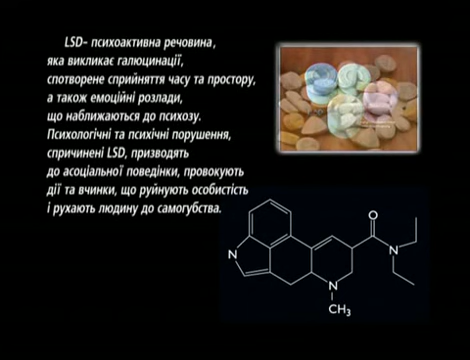 LSD- психоактивна речовина,
яка викликає галюцинації,
спотворене сприйняття часу та простору,
а також емоційні розлади,
що наближаються до психозу.
Психологічні та психічні порушення,
спричинені LSD, призводять
до асоціальної поведінки, провокують
дії та вчинки, що руйнують особистість
і рухають людину до самогубства.
O
N
N
N
CH₃